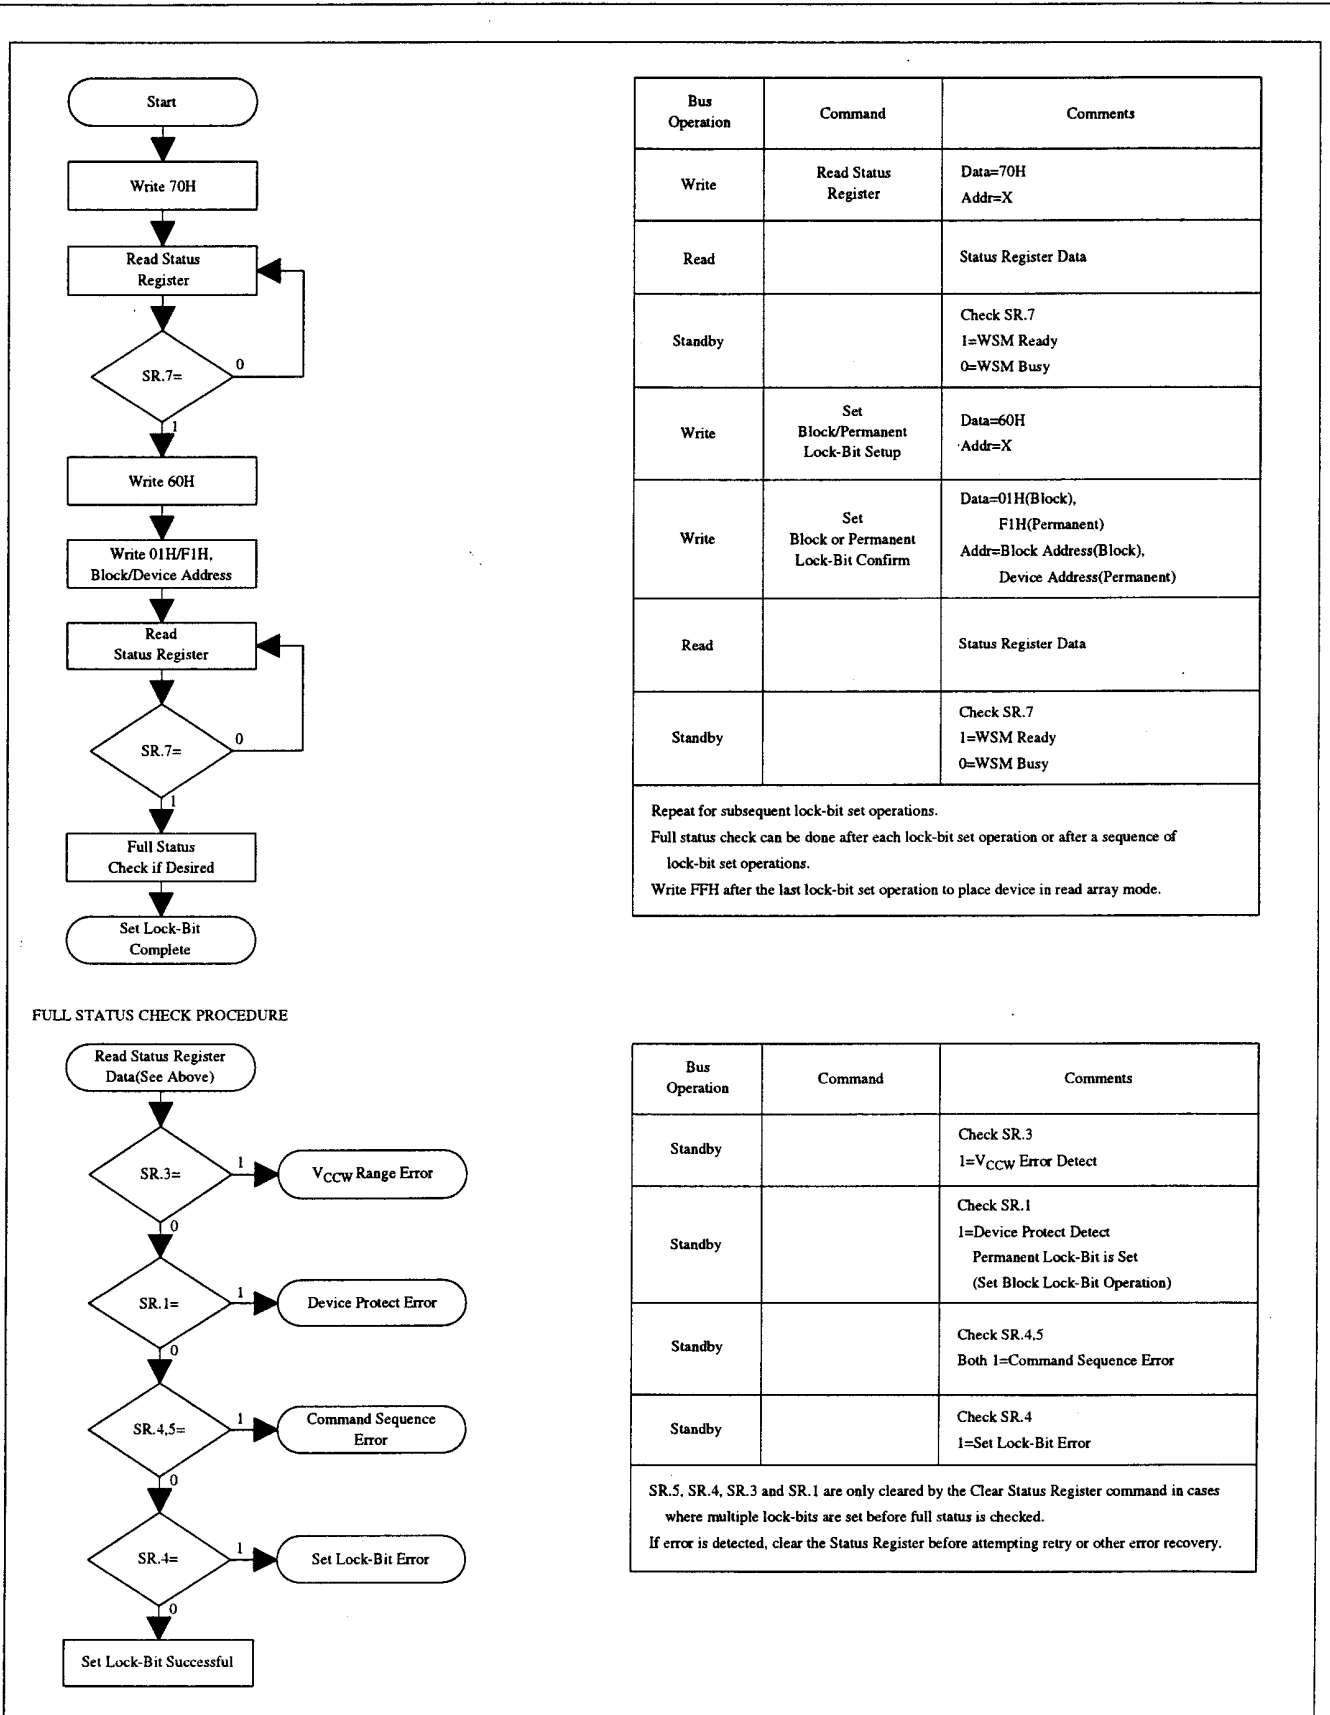 Start
Write 70H
Read Status
Register
SR.7=
0
1
Write 60H
Write 01H/F1H,
Block/Device Address
Read
Status Register
SR.7=
0
1
Full Status
Check if Desired
Set Lock-Bit
Complete
Bus
Operation
Command
Comments
Write
Read Status
Register
Data=70H
Addr=X
Read
Status Register Data
Standby
Check SR.7
1=WSM Ready
0=WSM Busy
Write
Set
Block/Permanent
Lock-Bit Setup
Data=60H
Addr=X
Write
Set
Block or Permanent
Lock-Bit Confirm
Data=01H(Block),
F1H(Permanent)
Addr=Block Address(Block),
Device Address(Permanent)
Read
Status Register Data
Standby
Check SR.7
1=WSM Ready
0=WSM Busy
Repeat for subsequent lock-bit set operations.
Full status check can be done after each lock-bit set operation or after a sequence of
lock-bit set operations.
Write FFH after the last lock-bit set operation to place device in read array mode.
FULL STATUS CHECK PROCEDURE
Read Status Register
Data(See Above)
SR.3=
1
VCCW Range Error
0
SR.1=
1
Device Protect Error
0
SR.4,5=
1
Command Sequence
Error
0
SR.4=
1
Set Lock-Bit Error
0
Set Lock-Bit Successful
Bus
Operation
Command
Comments
Standby
Check SR.3
1=VCCW Error Detect
Standby
Check SR.1
1=Device Protect Detect
Permanent Lock-Bit is Set
(Set Block Lock-Bit Operation)
Standby
Check SR.4,5
Both 1=Command Sequence Error
Standby
Check SR.4
1=Set Lock-Bit Error
SR.5, SR.4, SR.3 and SR.1 are only cleared by the Clear Status Register command in cases
where multiple lock-bits are set before full status is checked.
If error is detected, clear the Status Register before attempting retry or other error recovery.